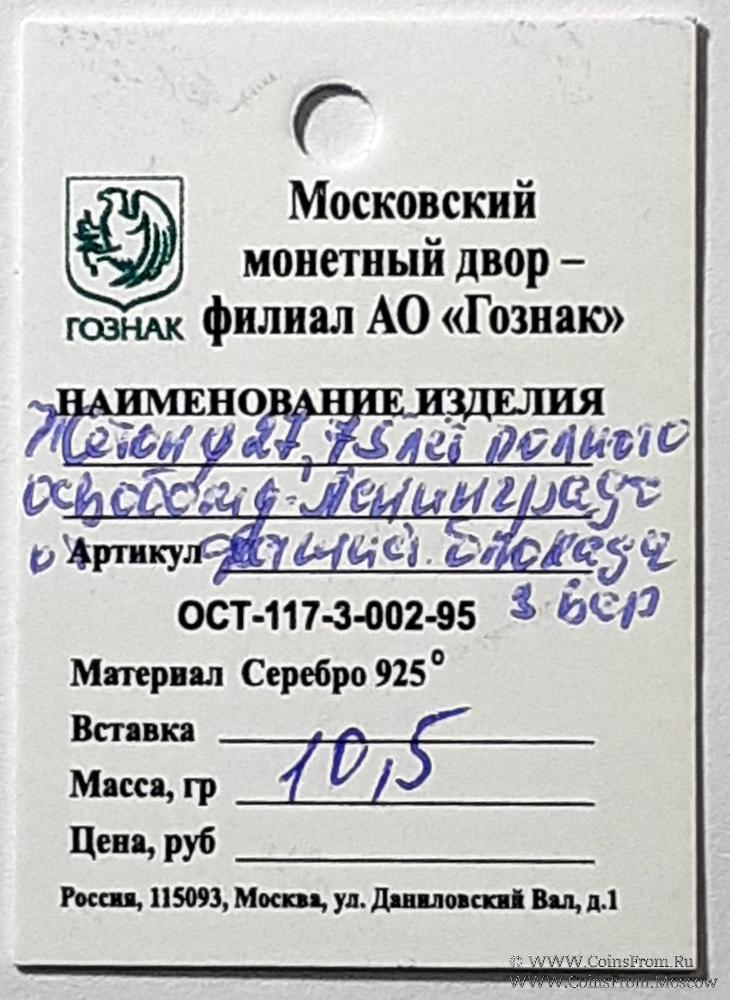 Московский
монетный двор –
филиал АО «Гознак»
ГОЗНАК
НАИМЕНОВАНИЕ ИЗДЕЛИЯ
Жетон ф 27, 75 лет полного
освобожд. Ленинграда
от Артикул фашист. блокады
3 вер
ОСТ-117-3-002-95
Материал Серебро 925°
Вставка
Масса, гр 10,5
Цена, руб
Россия, 115093, Москва, ул. Даниловский Вал, д.1
© WWW.CoinsFrom.Ru
WWW.CoinsFrom.Moscow